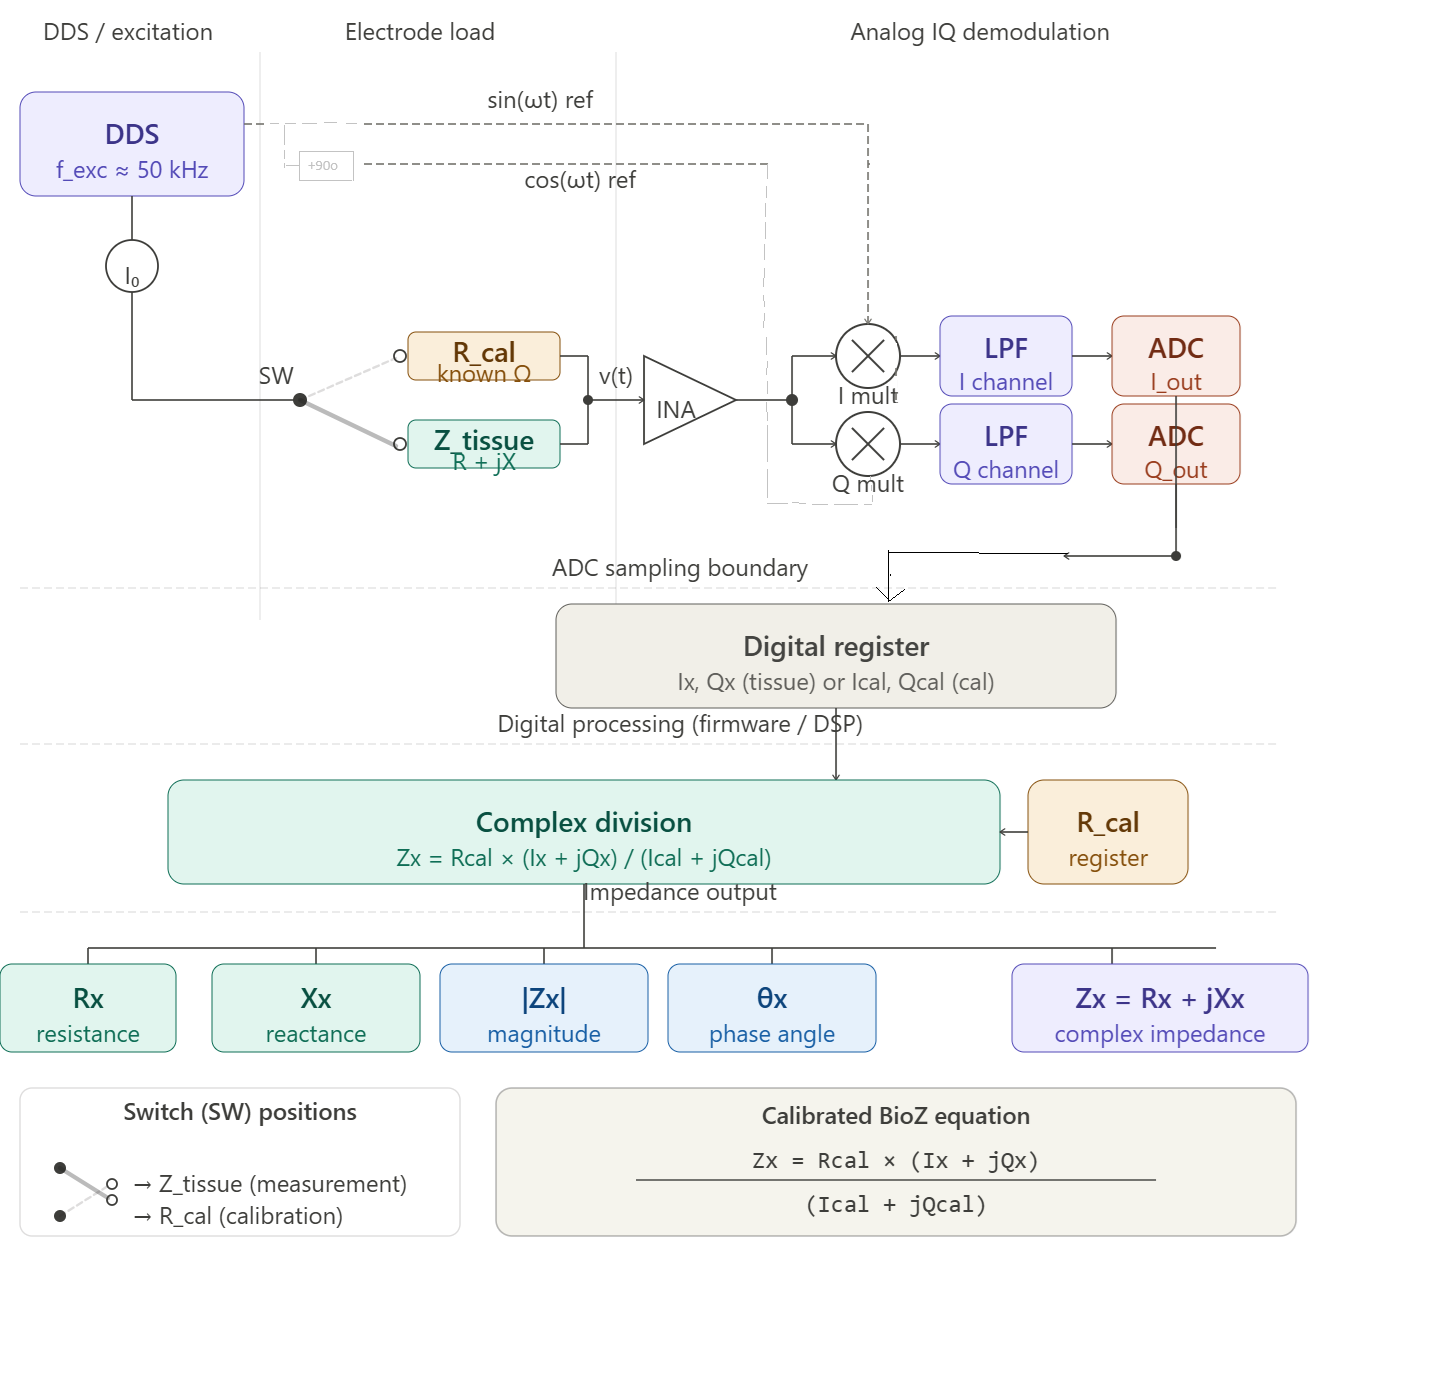 DDS / excitation
Electrode load
Analog IQ demodulation
DDS
f_exc ≈ 50 kHz
sin(ωt) ref
+90o
cos(ωt) ref
I₀
SW
R_cal
known Ω
Z_tissue
R + jX
v(t)
INA
I mult
Q mult
LPF
I channel
ADC
I_out
LPF
Q channel
ADC
Q_out
ADC sampling boundary
Digital register
Ix, Qx (tissue) or Ical, Qcal (cal)
Digital processing (firmware / DSP)
Complex division
Zx = Rcal × (Ix + jQx) / (Ical + jQcal)
R_cal
register
Impedance output
Rx
resistance
Xx
reactance
|Zx|
magnitude
θx
phase angle
Zx = Rx + jXx
complex impedance
Switch (SW) positions
→ Z_tissue (measurement)
→ R_cal (calibration)
Calibrated BioZ equation
Zx = Rcal × (Ix + jQx)
(Ical + jQcal)